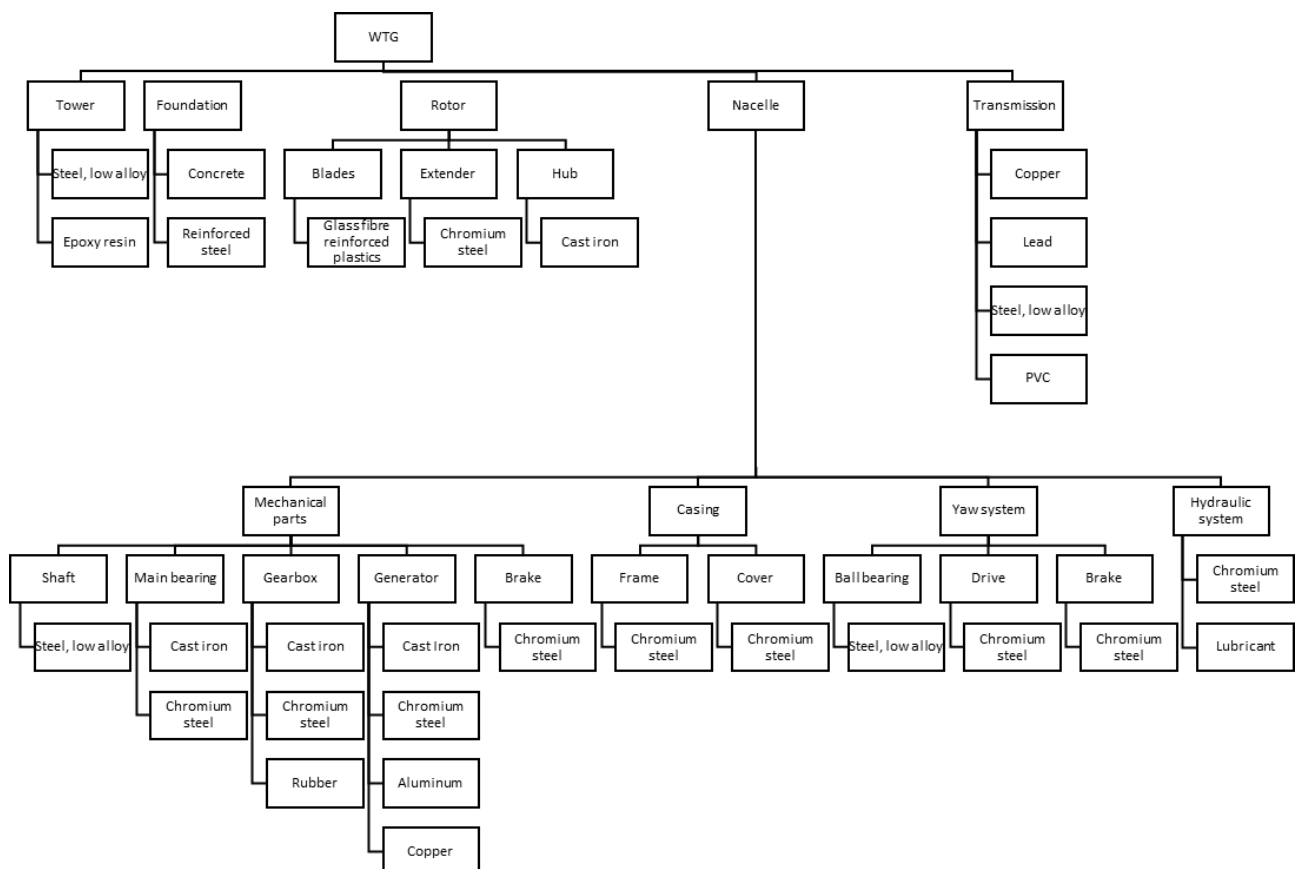 WTG
Tower
Foundation
Rotor
Nacelle
Transmission
Steel, low alloy
Concrete
Blades
Extender
Hub
Copper
Epoxy resin
Reinforced
steel
Glass fibre
reinforced
plastics
Chromium
steel
Cast iron
Lead
Steel, low alloy
PVC
Mechanical
parts
Casing
Yaw system
Hydraulic
system
Shaft
Main bearing
Gearbox
Generator
Brake
Frame
Cover
Ball bearing
Drive
Brake
Chromium
steel
Steel, low alloy
Cast iron
Cast iron
Cast Iron
Chromium
steel
Chromium
steel
Chromium
steel
Steel, low alloy
Chromium
steel
Chromium
steel
Lubricant
Chromium
steel
Chromium
steel
Chromium
steel
Rubber
Aluminum
Copper